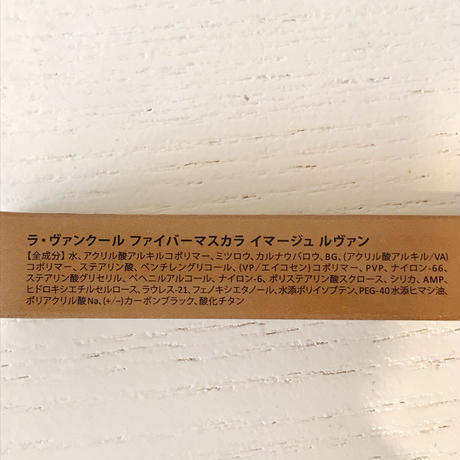 ラ・ヴァンクール ファイバーマスカラ イマージュ ルヴァン
【全成分】水、アクリル酸アルキルコポリマー、ミツロウ、カルナウバロウ、BG、(アクリル酸アルキル/VA)
コポリマー、ステアリン酸、ペンチレングリコール、(VP/エイコセン)コポリマー、PVP、ナイロン-66、
ステアリン酸グリセリル、ベヘニルアルコール、ナイロン-6、ポリステアリン酸スクロース、シリカ、AMP、
ヒドロキシエチルセルロース、ラウレス-21、フェノキシエタノール、水添ポリイソブテン、PEG-40水添ヒマシ油、
ポリアクリル酸Na、(+/−)カーボンブラック、酸化チタン